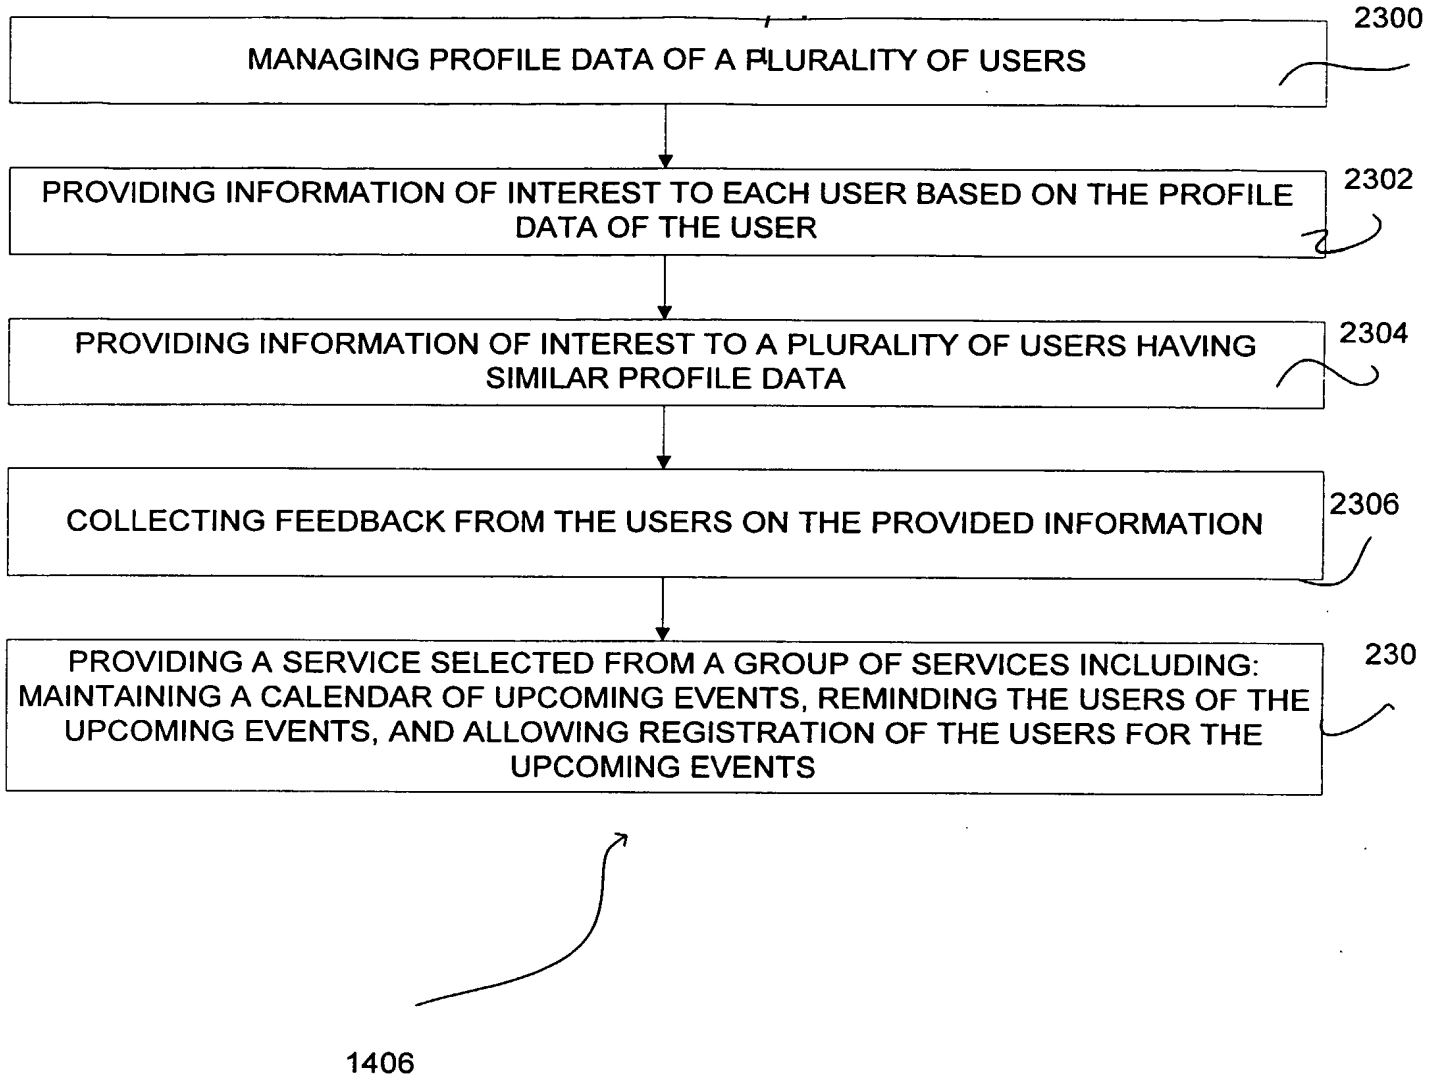 2300
MANAGING PROFILE DATA OF A PLURALITY OF USERS
2302
PROVIDING INFORMATION OF INTEREST TO EACH USER BASED ON THE PROFILE
DATA OF THE USER
2304
PROVIDING INFORMATION OF INTEREST TO A PLURALITY OF USERS HAVING
SIMILAR PROFILE DATA
2306
COLLECTING FEEDBACK FROM THE USERS ON THE PROVIDED INFORMATION
230
PROVIDING A SERVICE SELECTED FROM A GROUP OF SERVICES INCLUDING:
MAINTAINING A CALENDAR OF UPCOMING EVENTS, REMINDING THE USERS OF THE
UPCOMING EVENTS, AND ALLOWING REGISTRATION OF THE USERS FOR THE
UPCOMING EVENTS
1406